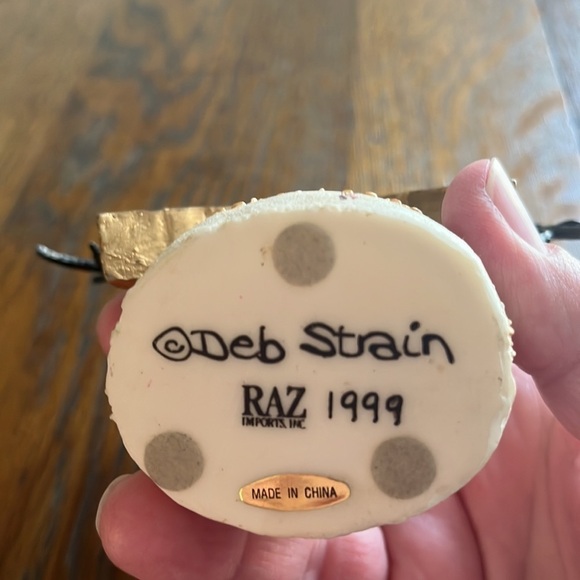 ©Deb Strain
RAZ 1999
IMPORTS, INC
MADE IN CHINA